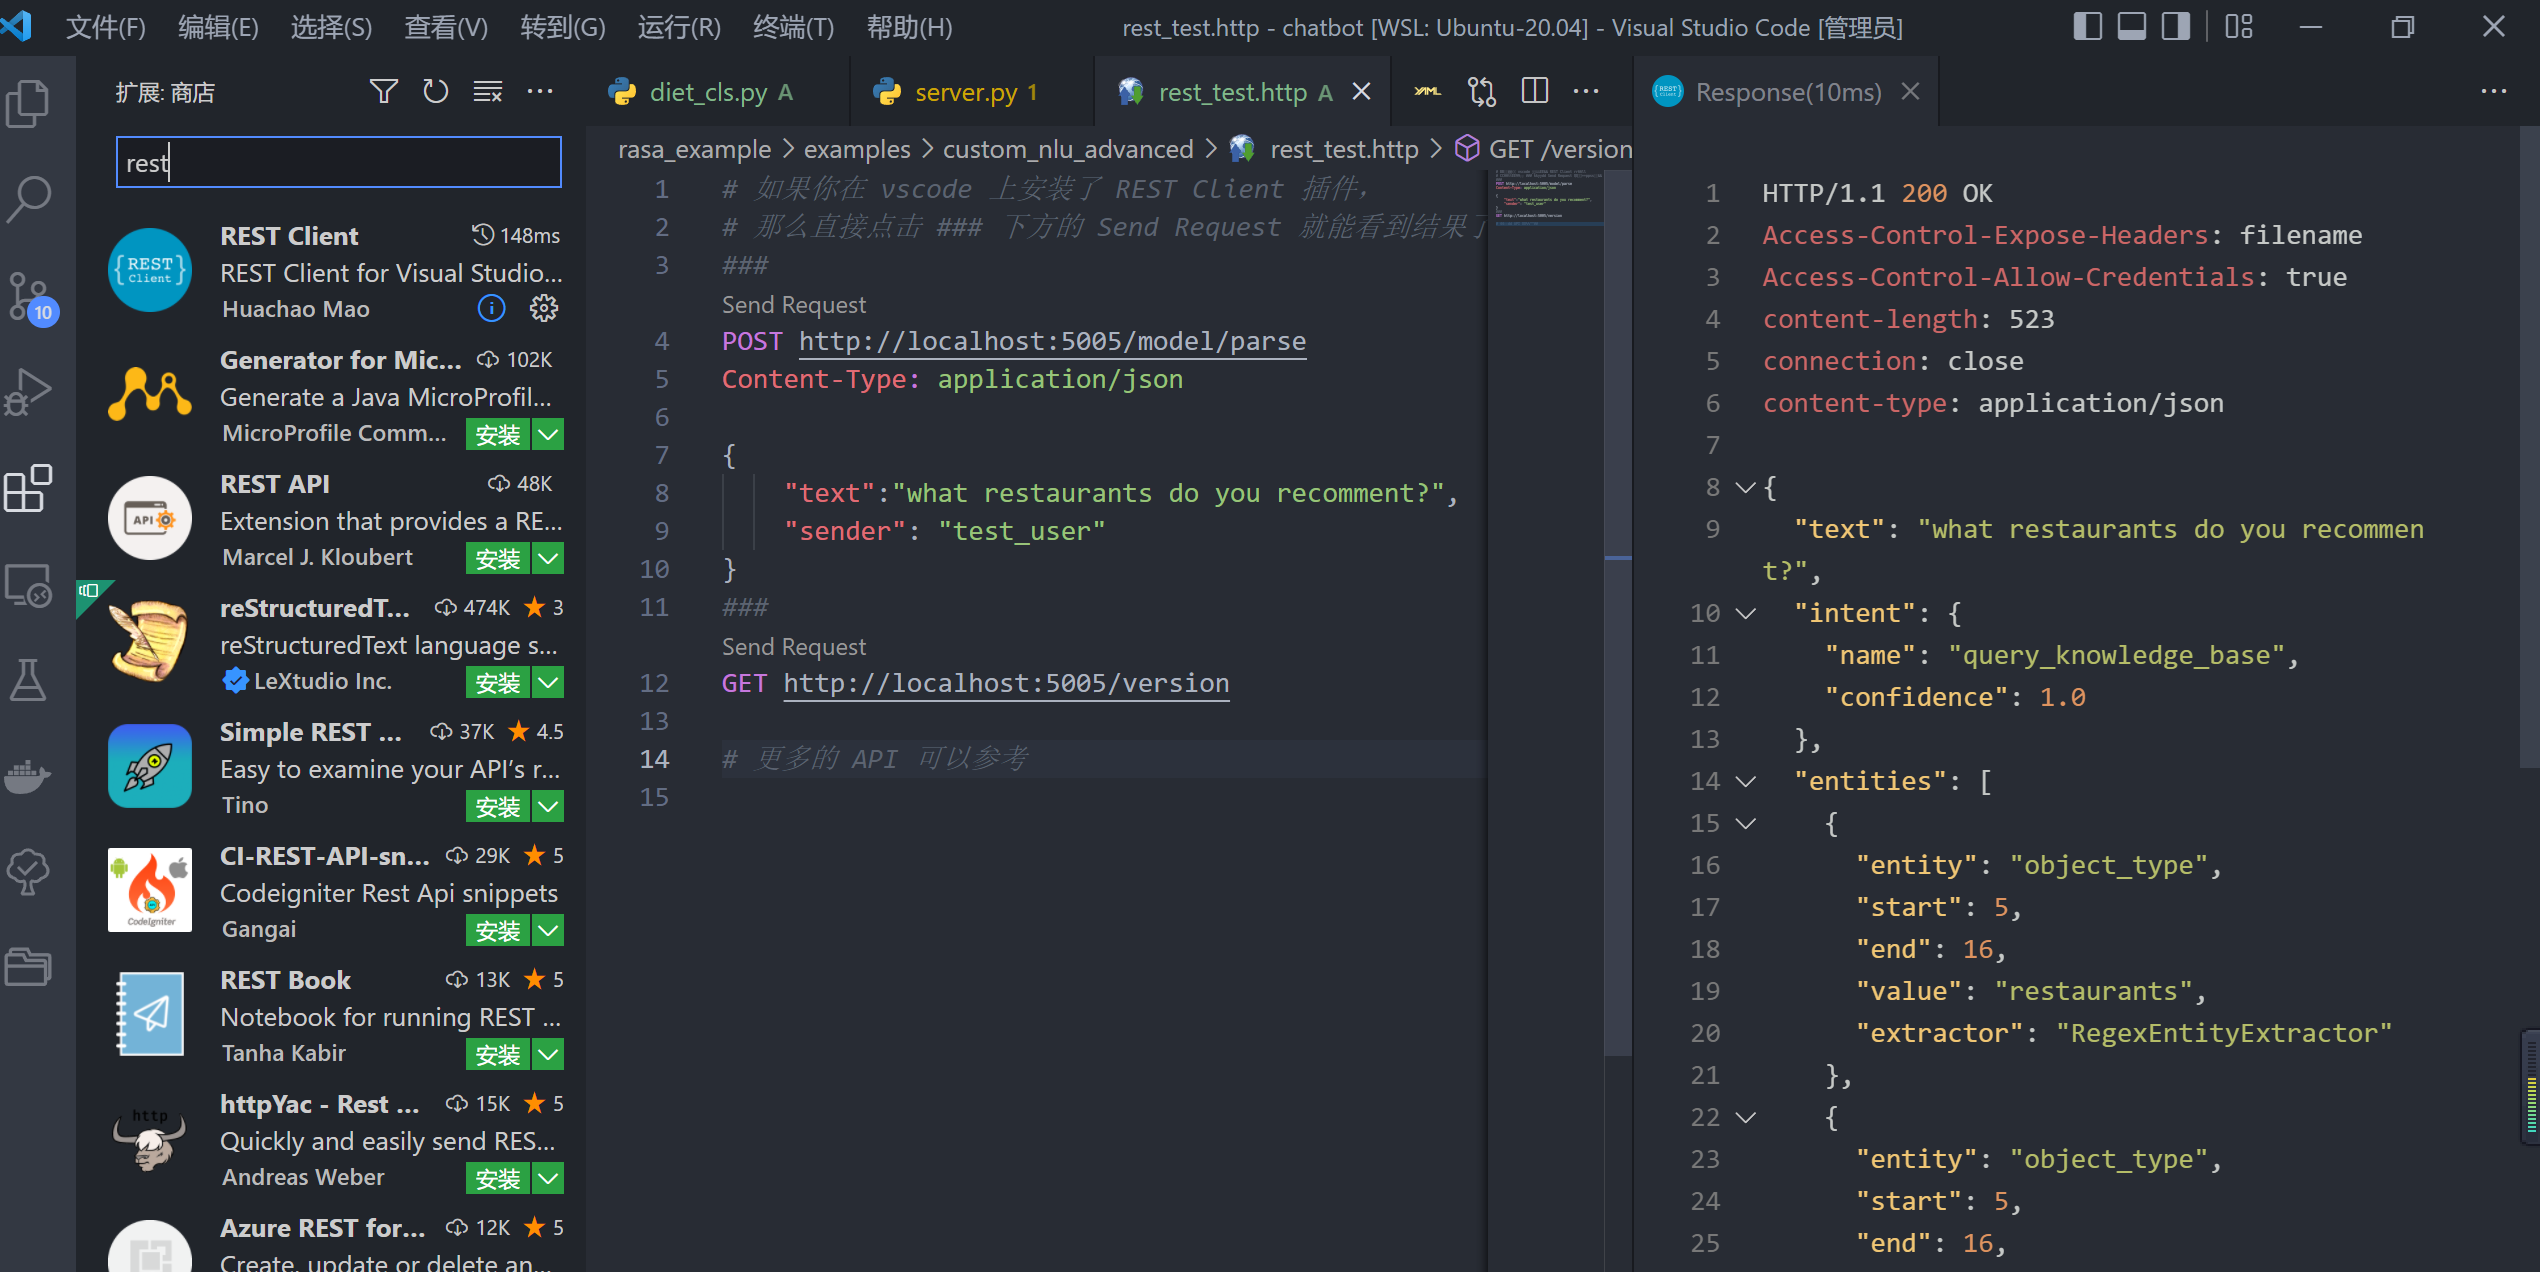 文件(F) 编辑(E) 选择(S) 查看(V) 转到(G) 运行(R) 终端(T) 帮助(H) rest_test.http - chatbot [WSL: Ubuntu-20.04] - Visual Studio Code [管理员]
扩展: 商店
rest
REST Client 148ms
REST Client for Visual Studio...
Huachao Mao
Generator for Mic... 102K
Generate a Java MicroProfil...
MicroProfile Comm... 安装
REST API 48K
Extension that provides a RE...
Marcel J. Kloubert 安装
reStructuredT... 474K 3
reStructuredText language s...
LeXtudio Inc. 安装
Simple REST ... 37K 4.5
Easy to examine your API’s r...
Tino 安装
CI-REST-API-sn... 29K 5
Codeigniter Rest Api snippets
Gangai 安装
REST Book 13K 5
Notebook for running REST ...
Tanha Kabir 安装
httpYac - Rest ... 15K 5
Quickly and easily send RES...
Andreas Weber 安装
Azure REST for... 12K 5
Create, update or delete an...
10
{REST}
Client
API
CodeIgniter
http
diet_cls.py A server.py 1 rest_test.http A YAML
rasa_example > examples > custom_nlu_advanced > rest_test.http > GET /version
1 # 如果你在 vscode 上安装了 REST Client 插件，
2 # 那么直接点击 ### 下方的 Send Request 就能看到结果了
3 ###
Send Request
4 POST http://localhost:5005/model/parse
5 Content-Type: application/json
6
7 {
8 "text":"what restaurants do you recomment?",
9 "sender": "test_user"
10 }
11 ###
Send Request
12 GET http://localhost:5005/version
13
14 # 更多的 API 可以参考
15
Response(10ms)
1 HTTP/1.1 200 OK
2 Access-Control-Expose-Headers: filename
3 Access-Control-Allow-Credentials: true
4 content-length: 523
5 connection: close
6 content-type: application/json
7
8 {
9 "text": "what restaurants do you recommen
t?",
10 "intent": {
11 "name": "query_knowledge_base",
12 "confidence": 1.0
13 },
14 "entities": [
15 {
16 "entity": "object_type",
17 "start": 5,
18 "end": 16,
19 "value": "restaurants",
20 "extractor": "RegexEntityExtractor"
21 },
22 {
23 "entity": "object_type",
24 "start": 5,
25 "end": 16,